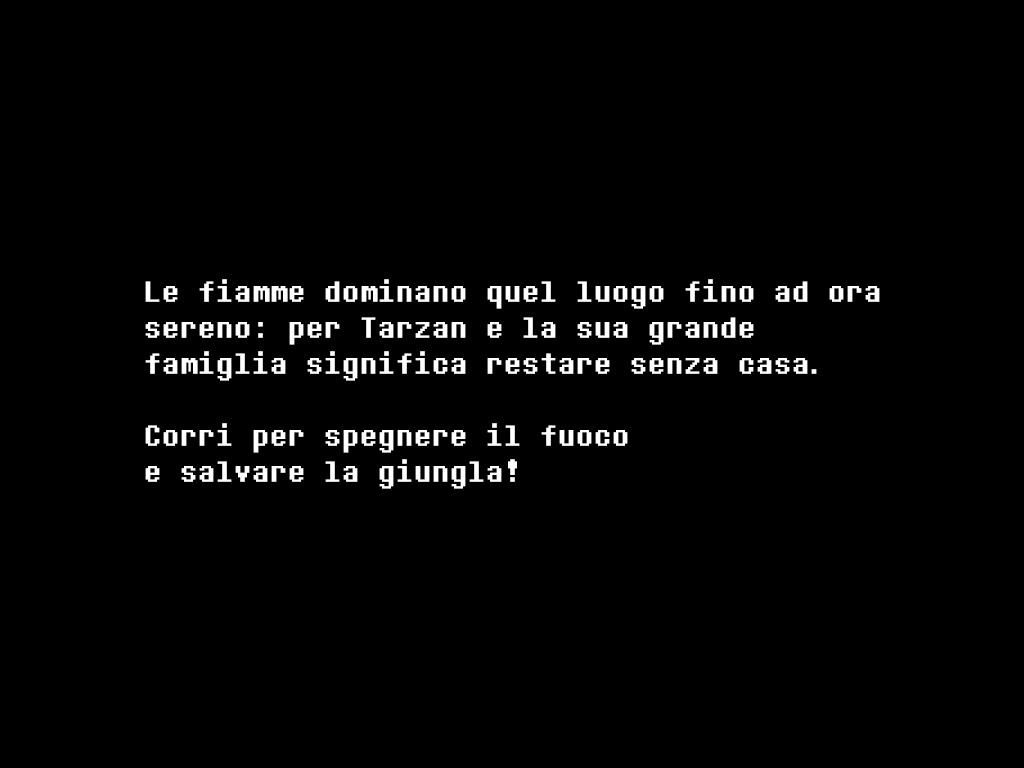 Le fiamme dominano quel luogo fino ad ora
sereno: per Tarzan e la sua grande
famiglia significa restare senza casa.
Corri per spegnere il fuoco
e salvare la giungla!